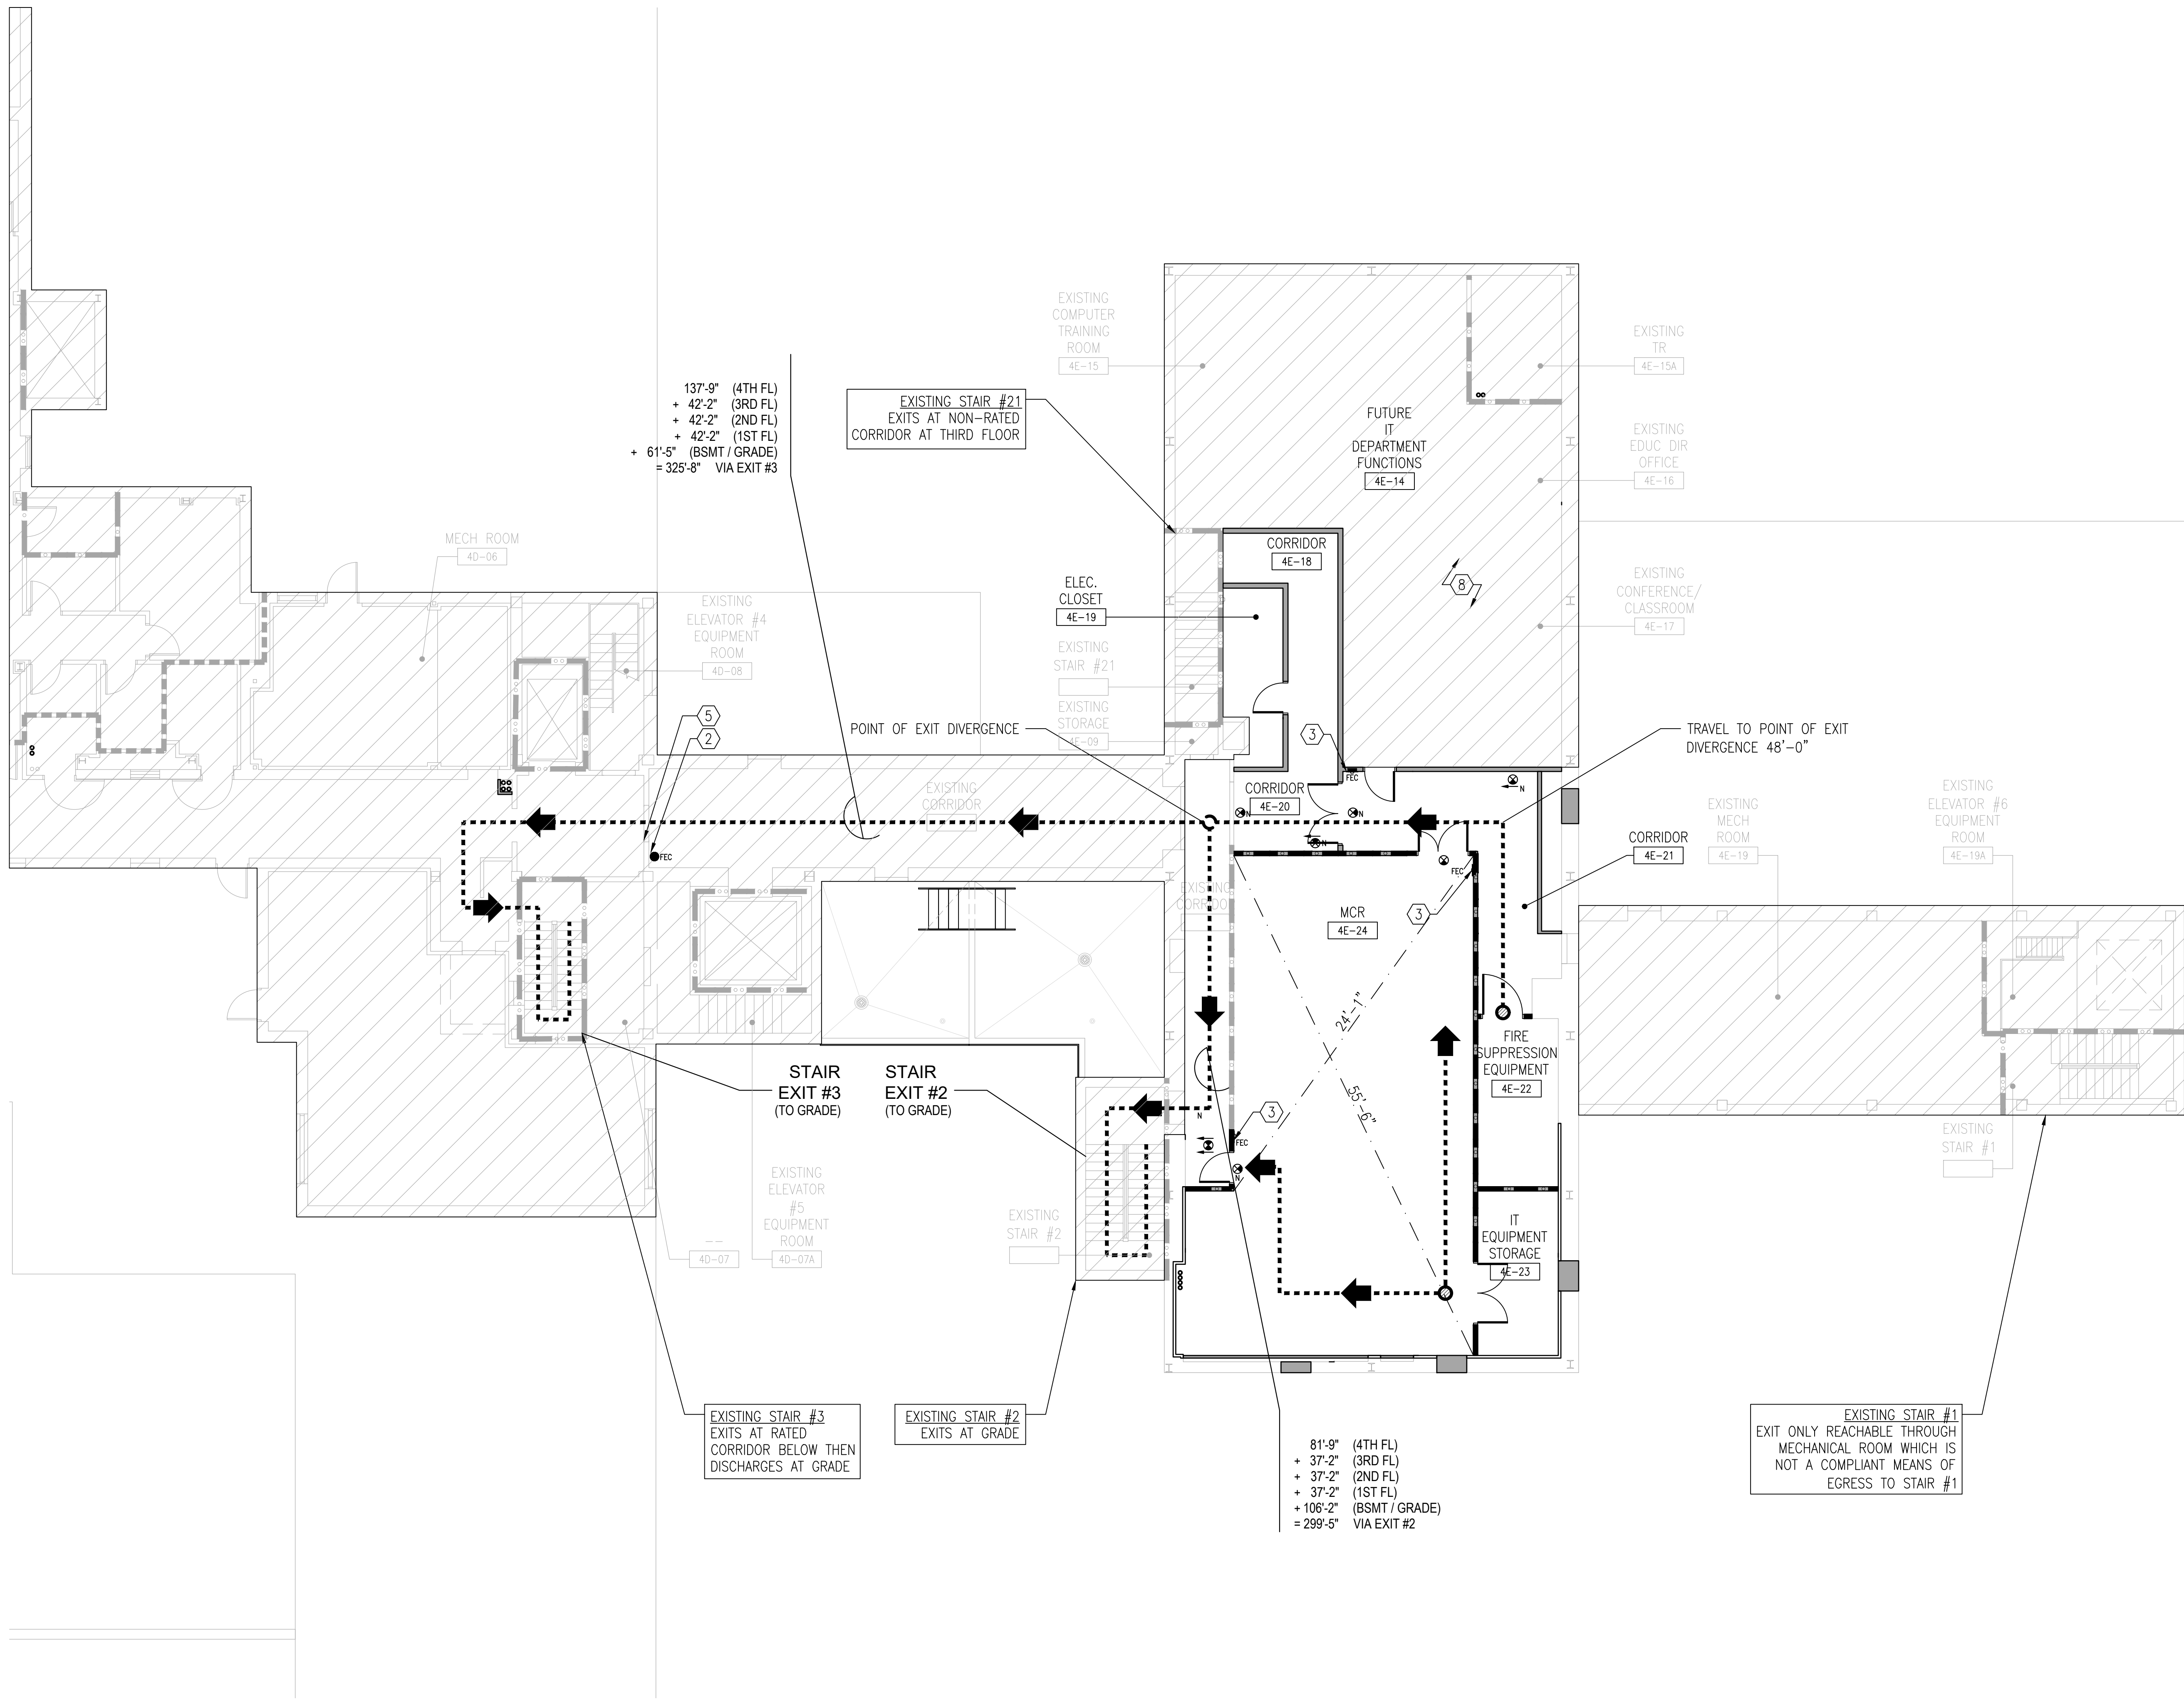 EXISTING
COMPUTER
TRAINING
ROOM
4E-15
EXISTING
TR
4E-15A
137'-9" (4TH FL)
+ 42'-2" (3RD FL)
+ 42'-2" (2ND FL)
+ 42'-2" (1ST FL)
+ 61'-5" (BSMT / GRADE)
= 325'-8" VIA EXIT #3
EXISTING STAIR #21
EXITS AT NON-RATED
CORRIDOR AT THIRD FLOOR
FUTURE
IT
DEPARTMENT
FUNCTIONS
4E-14
EXISTING
EDUC DIR
OFFICE
4E-16
MECH ROOM
4D-06
CORRIDOR
4E-18
8
EXISTING
CONFERENCE/
CLASSROOM
4E-17
ELEC.
CLOSET
4E-19
EXISTING
ELEVATOR #4
EQUIPMENT
ROOM
4D-08
EXISTING
STAIR #21
EXISTING
STORAGE
4E-09
5
2
POINT OF EXIT DIVERGENCE
3
FEC
TRAVEL TO POINT OF EXIT
DIVERGENCE 48'-0"
N
EXISTING
CORRIDOR
CORRIDOR
4E-20
N
N
N
FEC
EXISTING
MECH
ROOM
4E-19
EXISTING
ELEVATOR #6
EQUIPMENT
ROOM
4E-19A
CORRIDOR
4E-21
FEC
EXISTING
CORRIDOR
MCR
4E-24
3
24'-1"
55'-6"
FIRE
SUPPRESSION
EQUIPMENT
4E-22
STAIR
EXIT #3
(TO GRADE)
STAIR
EXIT #2
(TO GRADE)
N
3
FEC
N
EXISTING
STAIR #1
EXISTING
ELEVATOR
#5
EQUIPMENT
ROOM
4D-07A
--
4D-07
EXISTING
STAIR #2
IT
EQUIPMENT
STORAGE
4E-23
EXISTING STAIR #3
EXITS AT RATED
CORRIDOR BELOW THEN
DISCHARGES AT GRADE
EXISTING STAIR #2
EXITS AT GRADE
81'-9" (4TH FL)
+ 37'-2" (3RD FL)
+ 37'-2" (2ND FL)
+ 37'-2" (1ST FL)
+ 106'-2" (BSMT / GRADE)
= 299'-5" VIA EXIT #2
EXISTING STAIR #1
EXIT ONLY REACHABLE THROUGH
MECHANICAL ROOM WHICH IS
NOT A COMPLIANT MEANS OF
EGRESS TO STAIR #1